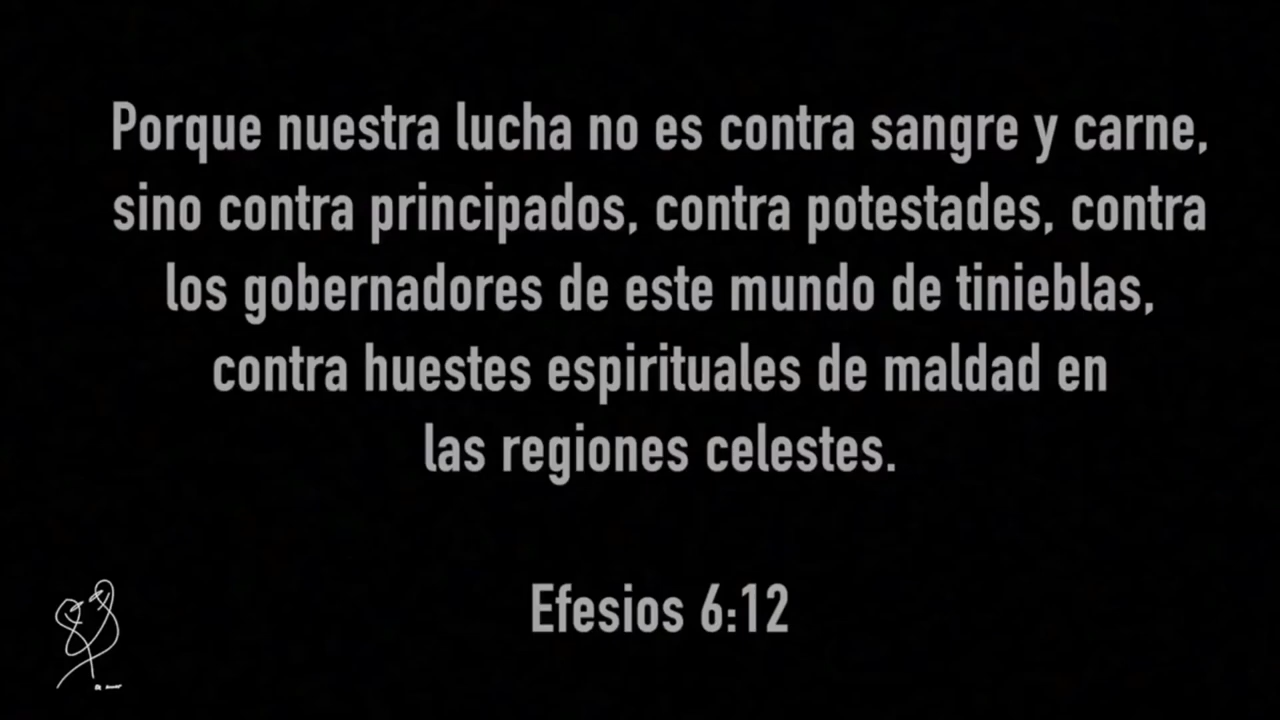 Porque nuestra lucha no es contra sangre y carne,
sino contra principados, contra potestades, contra
los gobernadores de este mundo de tinieblas,
contra huestes espirituales de maldad en
las regiones celestes.
Efesios 6:12